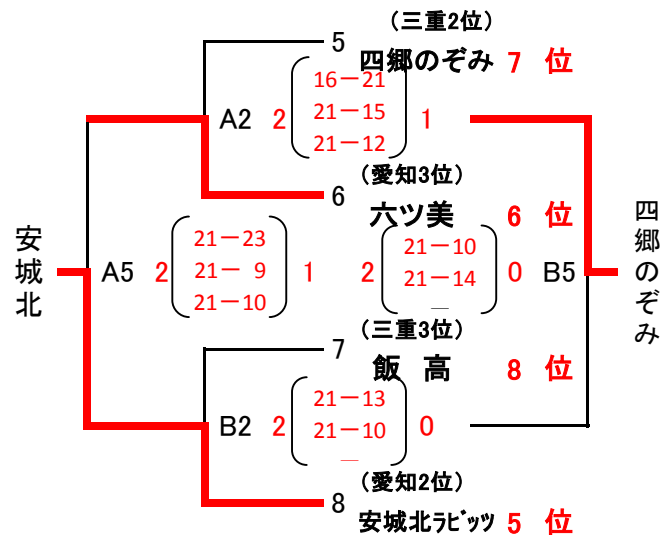 (三重2位)
5
四郷のぞみ 7 位
A2 2 16－21 21－15 21－12 1
(愛知3位)
6
六ツ美 6 位
安城北
A5 2 21－23 21－ 9 21－10 1
2 21－10 21－14 － 0 B5
四郷のぞみ
(三重3位)
7
飯 高 8 位
B2 2 21－13 21－10 － 0
(愛知2位)
8
安城北ﾗﾋﾞｯﾂ 5 位